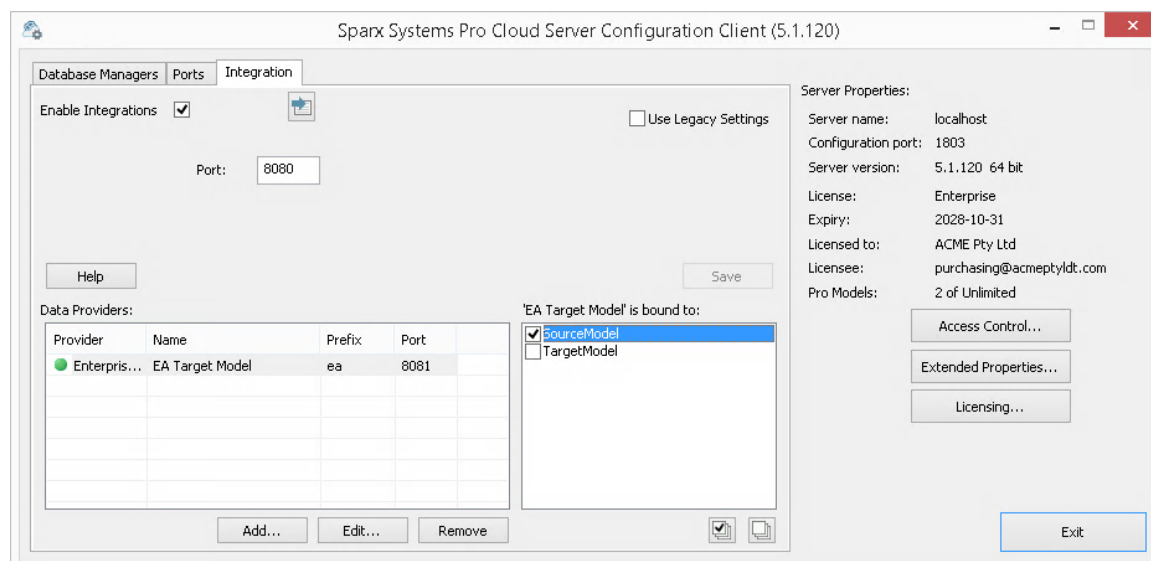 Sparx Systems Pro Cloud Server Configuration Client (5.1.120)
Database Managers Ports Integration
Enable Integrations
Use Legacy Settings
Port: 8080
Help
Save
Data Providers:
Provider Name Prefix Port
Enterpris... EA Target Model ea 8081
Add... Edit... Remove
'EA Target Model' is bound to:
SourceModel
TargetModel
Server Properties:
Server name: localhost
Configuration port: 1803
Server version: 5.1.120 64 bit
License: Enterprise
Expiry: 2028-10-31
Licensed to: ACME Pty Ltd
Licensee: purchasing@acmeptyldt.com
Pro Models: 2 of Unlimited
Access Control...
Extended Properties...
Licensing...
Exit